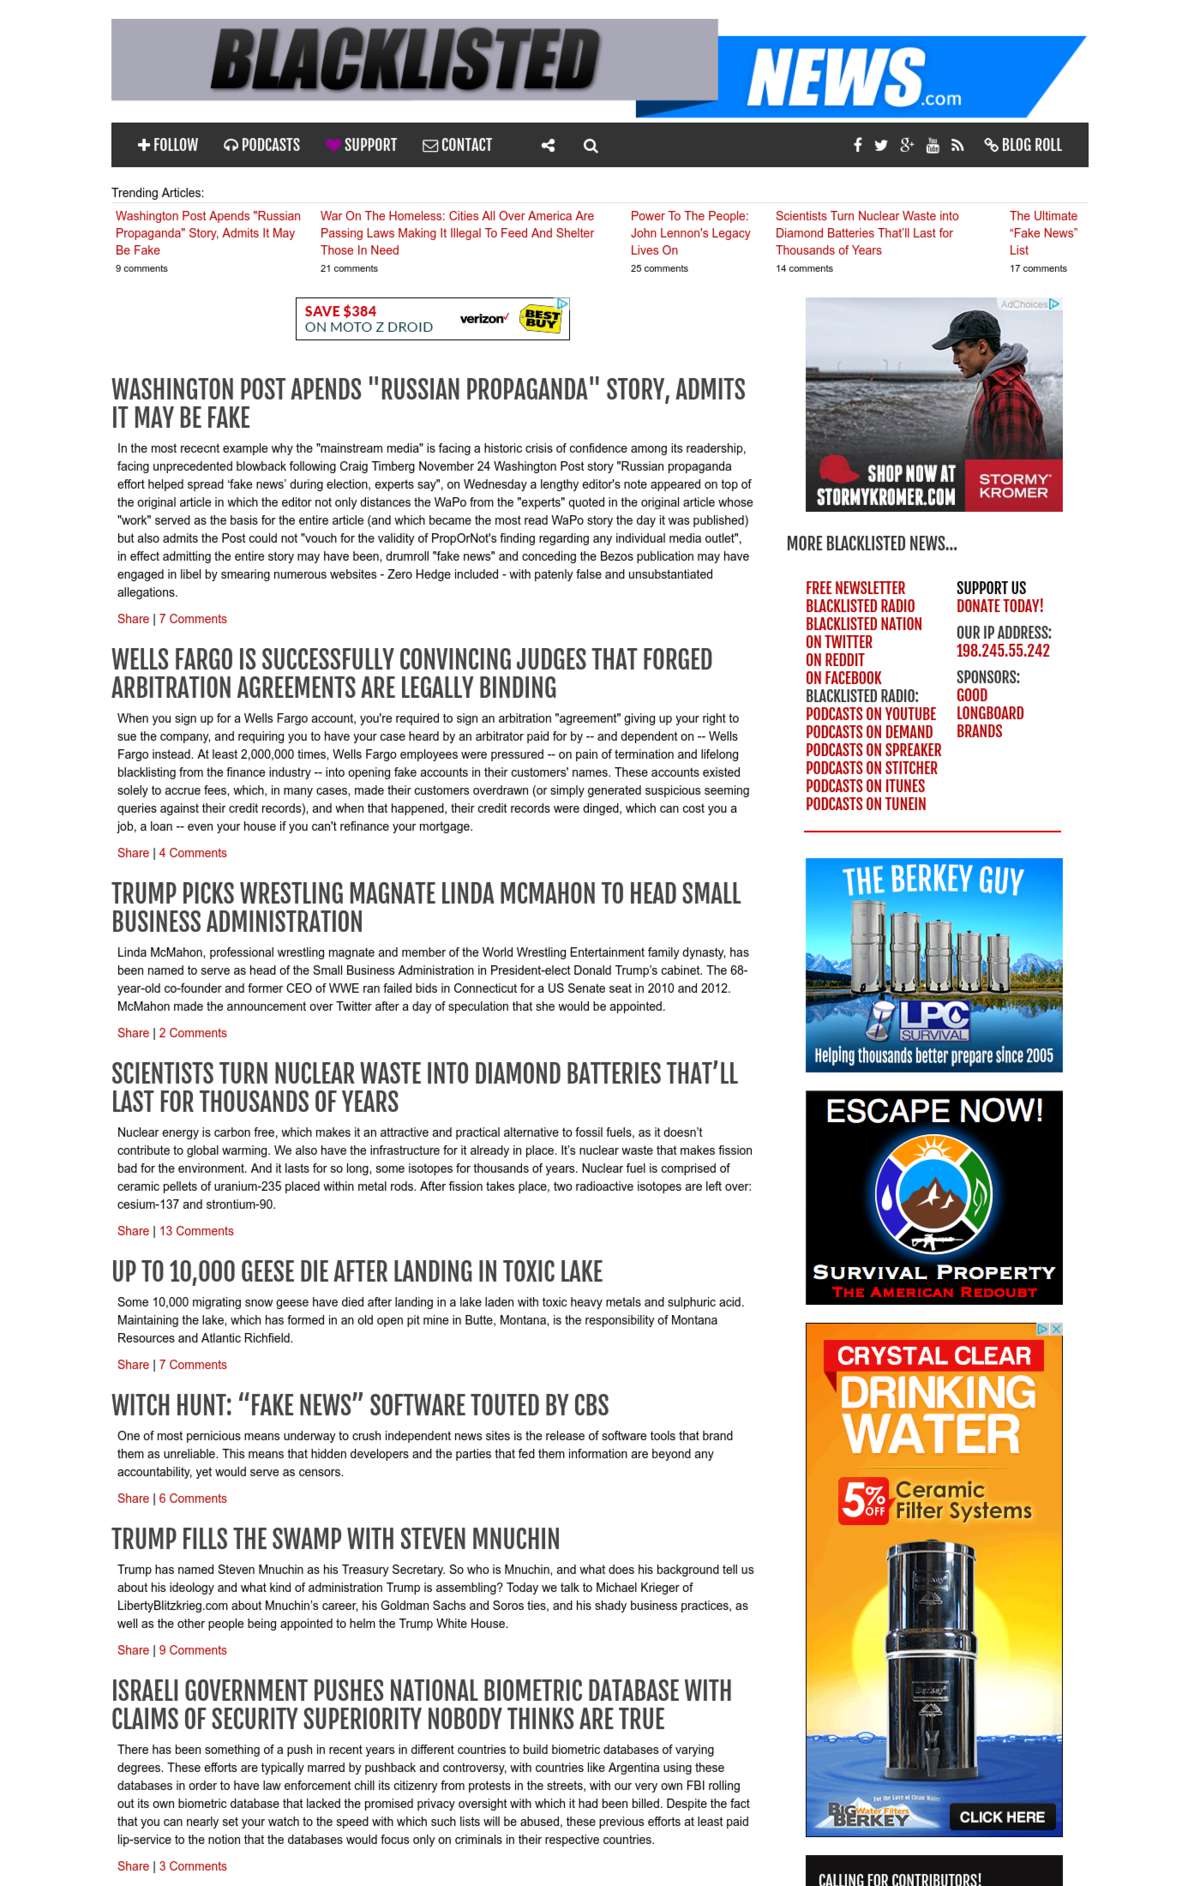 BLACKLISTED
NEWS.com
FOLLOW PODCASTS SUPPORT CONTACT BLOG ROLL
Trending Articles:
Washington Post Apends "Russian
Propaganda" Story, Admits It May
Be Fake
9 comments
War On The Homeless: Cities All Over America Are
Passing Laws Making It Illegal To Feed And Shelter
Those In Need
21 comments
Power To The People:
John Lennon's Legacy
Lives On
25 comments
Scientists Turn Nuclear Waste into
Diamond Batteries That'll Last for
Thousands of Years
14 comments
The Ultimate
“Fake News”
List
17 comments
SAVE $384
ON MOTO Z DROID
verizon
BEST
BUY
WASHINGTON POST APENDS "RUSSIAN PROPAGANDA" STORY, ADMITS
IT MAY BE FAKE
In the most rececnt example why the "mainstream media" is facing a historic crisis of confidence among its readership,
facing unprecedented blowback following Craig Timberg November 24 Washington Post story "Russian propaganda
effort helped spread ‘fake news’ during election, experts say", on Wednesday a lengthy editor's note appeared on top of
the original article in which the editor not only distances the WaPo from the "experts" quoted in the original article whose
"work" served as the basis for the entire article (and which became the most read WaPo story the day it was published)
but also admits the Post could not "vouch for the validity of PropOrNot's finding regarding any individual media outlet",
in effect admitting the entire story may have been, drumroll "fake news" and conceding the Bezos publication may have
engaged in libel by smearing numerous websites - Zero Hedge included - with patenly false and unsubstantiated
allegations.
Share | 7 Comments
WELLS FARGO IS SUCCESSFULLY CONVINCING JUDGES THAT FORGED
ARBITRATION AGREEMENTS ARE LEGALLY BINDING
When you sign up for a Wells Fargo account, you're required to sign an arbitration "agreement" giving up your right to
sue the company, and requiring you to have your case heard by an arbitrator paid for by -- and dependent on -- Wells
Fargo instead. At least 2,000,000 times, Wells Fargo employees were pressured -- on pain of termination and lifelong
blacklisting from the finance industry -- into opening fake accounts in their customers' names. These accounts existed
solely to accrue fees, which, in many cases, made their customers overdrawn (or simply generated suspicious seeming
queries against their credit records), and when that happened, their credit records were dinged, which can cost you a
job, a loan -- even your house if you can't refinance your mortgage.
Share | 4 Comments
TRUMP PICKS WRESTLING MAGNATE LINDA MCMAHON TO HEAD SMALL
BUSINESS ADMINISTRATION
Linda McMahon, professional wrestling magnate and member of the World Wrestling Entertainment family dynasty, has
been named to serve as head of the Small Business Administration in President-elect Donald Trump’s cabinet. The 68-
year-old co-founder and former CEO of WWE ran failed bids in Connecticut for a US Senate seat in 2010 and 2012.
McMahon made the announcement over Twitter after a day of speculation that she would be appointed.
Share | 2 Comments
SCIENTISTS TURN NUCLEAR WASTE INTO DIAMOND BATTERIES THAT’LL
LAST FOR THOUSANDS OF YEARS
Nuclear energy is carbon free, which makes it an attractive and practical alternative to fossil fuels, as it doesn’t
contribute to global warming. We also have the infrastructure for it already in place. It’s nuclear waste that makes fission
bad for the environment. And it lasts for so long, some isotopes for thousands of years. Nuclear fuel is comprised of
ceramic pellets of uranium-235 placed within metal rods. After fission takes place, two radioactive isotopes are left over:
cesium-137 and strontium-90.
Share | 13 Comments
UP TO 10,000 GEESE DIE AFTER LANDING IN TOXIC LAKE
Some 10,000 migrating snow geese have died after landing in a lake laden with toxic heavy metals and sulphuric acid.
Maintaining the lake, which has formed in an old open pit mine in Butte, Montana, is the responsibility of Montana
Resources and Atlantic Richfield.
Share | 7 Comments
WITCH HUNT: “FAKE NEWS” SOFTWARE TOUTED BY CBS
One of most pernicious means underway to crush independent news sites is the release of software tools that brand
them as unreliable. This means that hidden developers and the parties that fed them information are beyond any
accountability, yet would serve as censors.
Share | 6 Comments
TRUMP FILLS THE SWAMP WITH STEVEN MNUCHIN
Trump has named Steven Mnuchin as his Treasury Secretary. So who is Mnuchin, and what does his background tell us
about his ideology and what kind of administration Trump is assembling? Today we talk to Michael Krieger of
LibertyBlitzkrieg.com about Mnuchin’s career, his Goldman Sachs and Soros ties, and his shady business practices, as
well as the other people being appointed to helm the Trump White House.
Share | 9 Comments
ISRAELI GOVERNMENT PUSHES NATIONAL BIOMETRIC DATABASE WITH
CLAIMS OF SECURITY SUPERIORITY NOBODY THINKS ARE TRUE
There has been something of a push in recent years in different countries to build biometric databases of varying
degrees. These efforts are typically marred by pushback and controversy, with countries like Argentina using these
databases in order to have law enforcement chill its citizenry from protests in the streets, with our very own FBI rolling
out its own biometric database that lacked the promised privacy oversight with which it had been billed. Despite the fact
that you can nearly set your watch to the speed with which such lists will be abused, these previous efforts at least paid
lip-service to the notion that the databases would focus only on criminals in their respective countries.
Share | 3 Comments
AdChoices
SHOP NOW AT
STORMYKROMER.COM
STORMY
KROMER
MORE BLACKLISTED NEWS...
FREE NEWSLETTER
BLACKLISTED RADIO
BLACKLISTED NATION
ON TWITTER
ON REDDIT
ON FACEBOOK
BLACKLISTED RADIO:
PODCASTS ON YOUTUBE
PODCASTS ON DEMAND
PODCASTS ON SPREAKER
PODCASTS ON STITCHER
PODCASTS ON ITUNES
PODCASTS ON TUNEIN
SUPPORT US
DONATE TODAY!
OUR IP ADDRESS:
198.245.55.242
SPONSORS:
GOOD
LONGBOARD
BRANDS
THE BERKEY GUY
LPC
SURVIVAL
Helping thousands better prepare since 2005
ESCAPE NOW!
SURVIVAL PROPERTY
THE AMERICAN REDOUBT
CRYSTAL CLEAR
DRINKING
WATER
5%
OFF
Ceramic
Filter Systems
For the Love of Clean Water
BIG Water Filters
BERKEY
CLICK HERE
CALLING FOR CONTRIBUTORS!